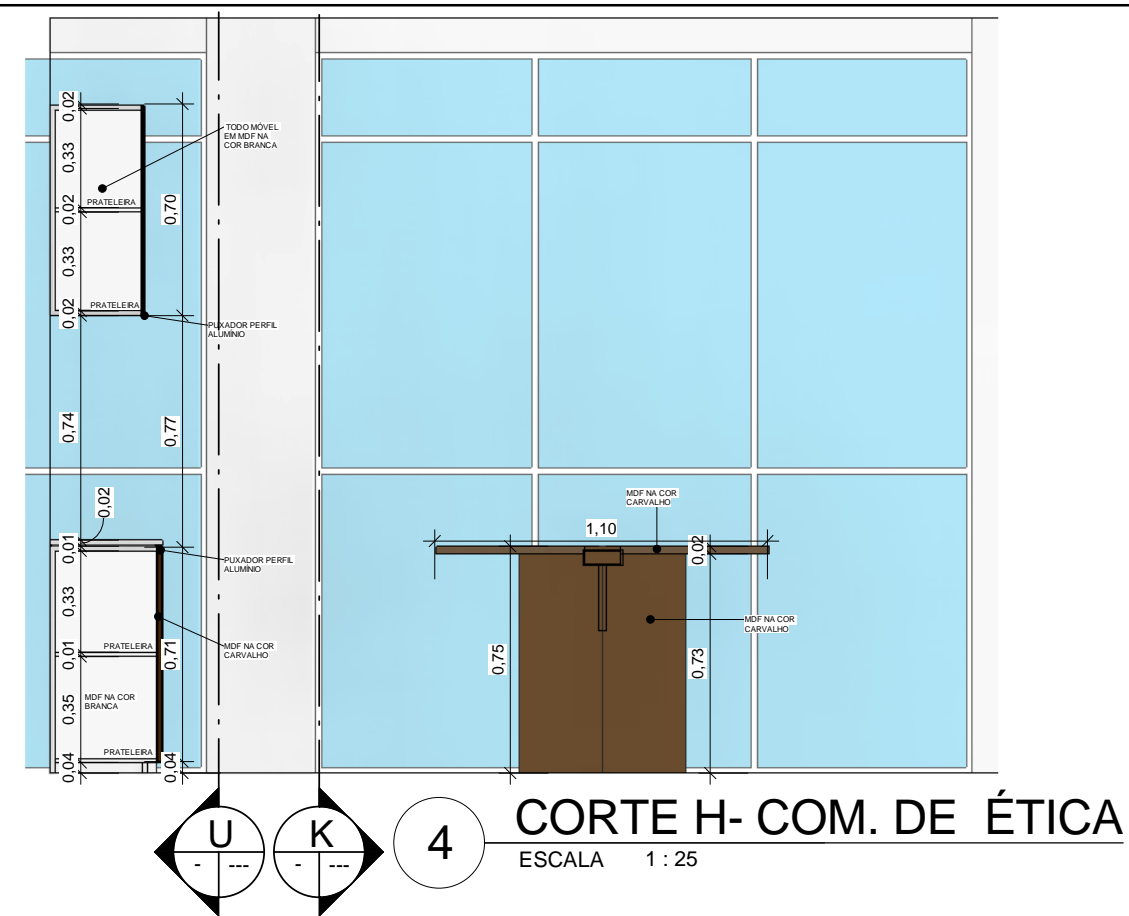 0,02
0,33
0,02
0,33
0,02
0,70
TODO MÓVEL
EM MDF NA
COR BRANCA
PRATELEIRA
PRATELEIRA
PUXADOR PERFIL
ALUMÍNIO
0,74
0,77
0,02
0,01
0,33
0,01
0,35
0,04
0,71
0,04
PUXADOR PERFIL
ALUMÍNIO
PRATELEIRA
MDF NA COR
CARVALHO
MDF NA COR
BRANCA
PRATELEIRA
MDF NA COR
CARVALHO
1,10
0,02
0,75
0,73
MDF NA COR
CARVALHO
U
- ---
K
- ---
4
CORTE H- COM. DE ÉTICA
ESCALA 1 : 25